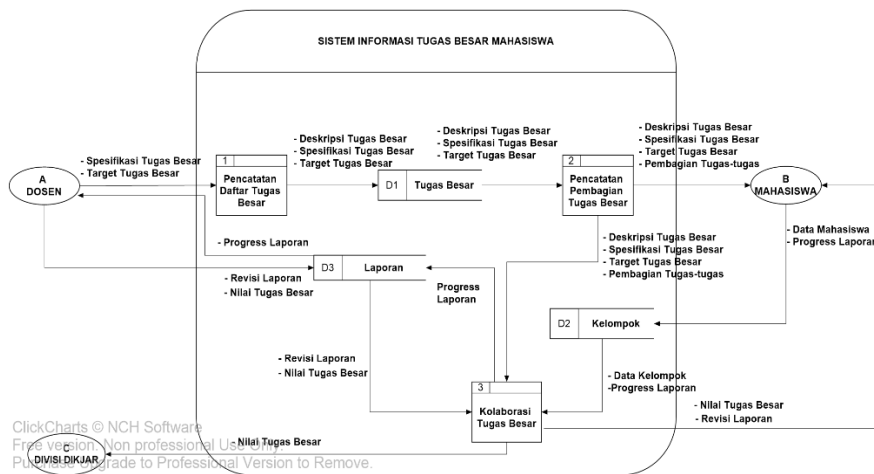 SISTEM INFORMASI TUGAS BESAR MAHASISWA
- Spesifikasi Tugas Besar
- Target Tugas Besar
A
DOSEN
1
Pencatatan
Daftar Tugas
Besar
- Deskripsi Tugas Besar
- Spesifikasi Tugas Besar
- Target Tugas Besar
D1
Tugas Besar
- Deskripsi Tugas Besar
- Spesifikasi Tugas Besar
- Target Tugas Besar
2
Pencatatan
Pembagian
Tugas Besar
- Deskripsi Tugas Besar
- Spesifikasi Tugas Besar
- Target Tugas Besar
- Pembagian Tugas-tugas
B
MAHASISWA
- Progress Laporan
- Revisi Laporan
- Nilai Tugas Besar
D3
Laporan
Progress
Laporan
- Deskripsi Tugas Besar
- Spesifikasi Tugas Besar
- Target Tugas Besar
- Pembagian Tugas-tugas
- Data Mahasiswa
- Progress Laporan
D2
Kelompok
- Revisi Laporan
- Nilai Tugas Besar
- Data Kelompok
-Progress Laporan
3
Kolaborasi
Tugas Besar
- Nilai Tugas Besar
- Revisi Laporan
- Nilai Tugas Besar
C
DIVISI DIKJAR
ClickCharts © NCH Software
Free version. Non professional Use Only.
Purchase Upgrade to Professional Version to Remove.